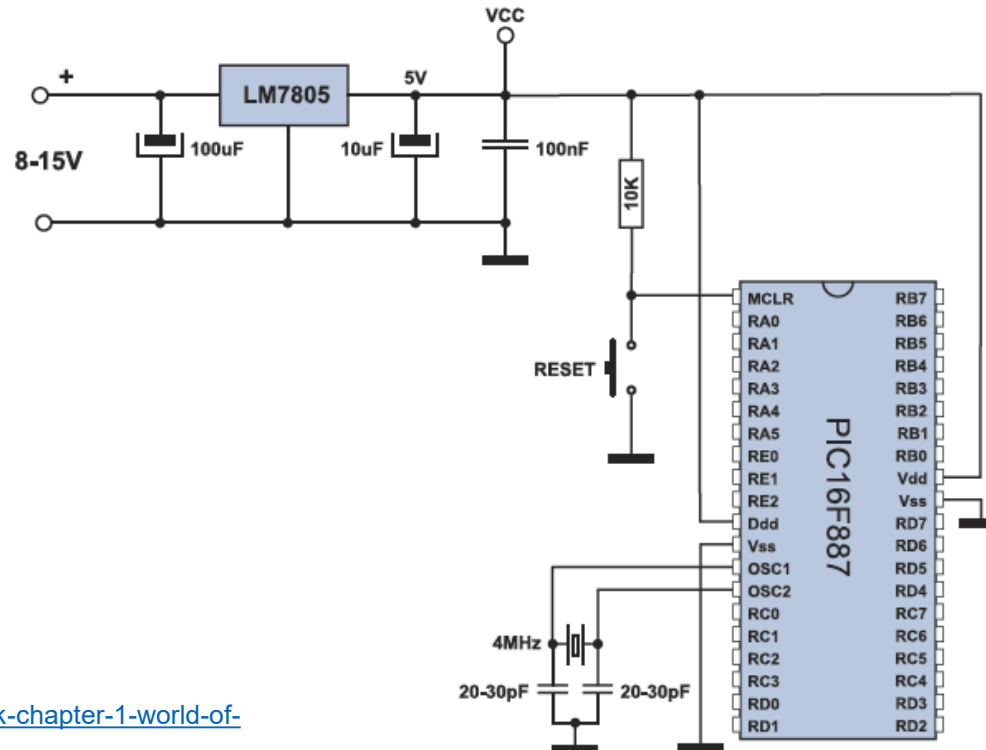 VCC
+
LM7805
5V
8-15V
100uF
10uF
100nF
10K
RESET
MCLR
RA0
RA1
RA2
RA3
RA4
RA5
RE0
RE1
RE2
Ddd
Vss
OSC1
OSC2
RC0
RC1
RC2
RC3
RD0
RD1
PIC16F887
RB7
RB6
RB5
RB4
RB3
RB2
RB1
RB0
Vdd
Vss
RD7
RD6
RD5
RD4
RC7
RC6
RC5
RC4
RD3
RD2
4MHz
20-30pF
20-30pF
k-chapter-1-world-of-